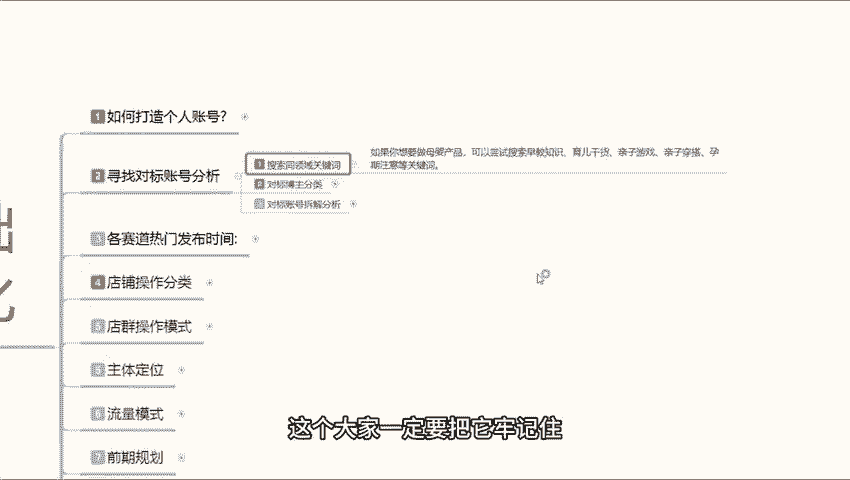 1 如何打造个人账号?
2 寻找对标账号分析
1 搜索同领域关键词
如果你想要做母婴产品，可以尝试搜索早教知识、育儿干货、亲子游戏、亲子穿搭、孕
期注意等关键词。
2 对标博主分类
3 对标账号拆解分析
3 各赛道热门发布时间:
4 店铺操作分类
5 店群操作模式
5 主体定位
6 流量模式
7 前期规划
这个大家一定要把它牢记住